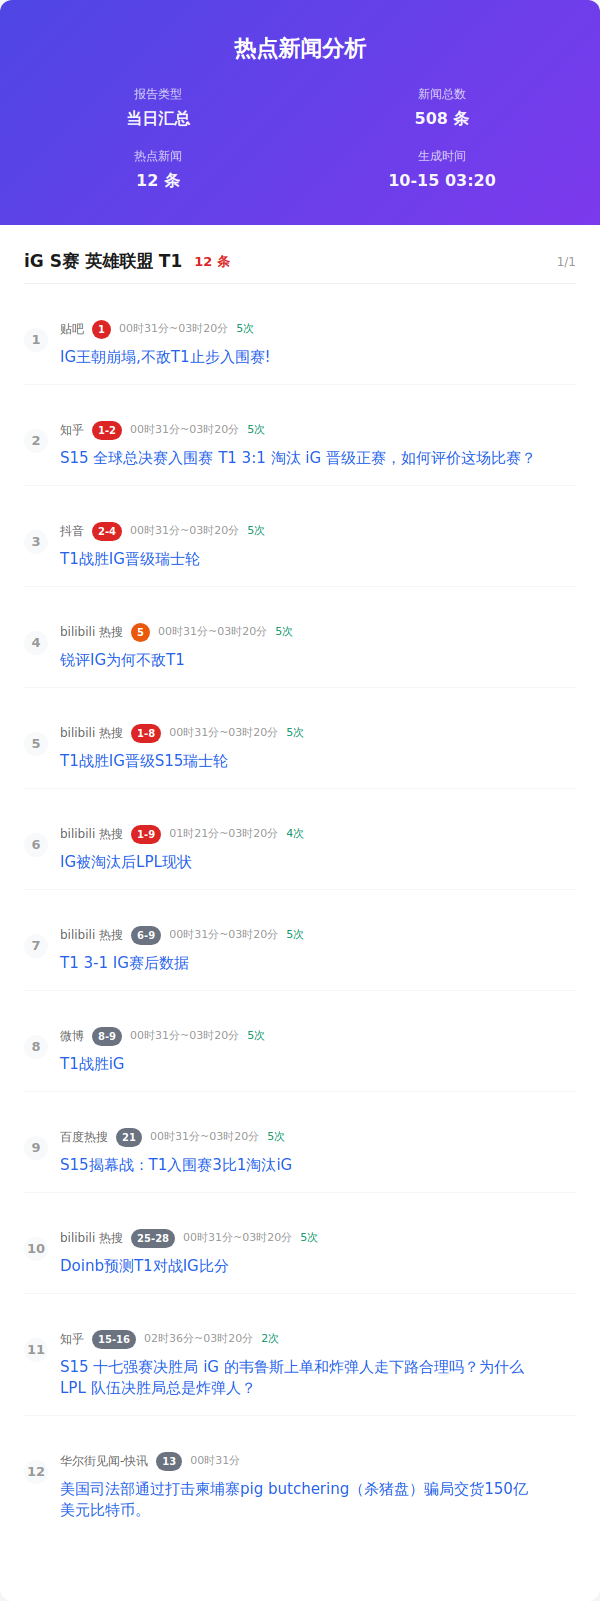 热点新闻分析
报告类型
新闻总数
当日汇总
508 条
热点新闻
生成时间
12 条
10-15 03:20
iG S赛 英雄联盟 T1 12 条 1/1
1
贴吧 1 00时31分~03时20分 5次
IG王朝崩塌,不敌T1止步入围赛!
2
知乎 1-2 00时31分~03时20分 5次
S15 全球总决赛入围赛 T1 3:1 淘汰 iG 晋级正赛，如何评价这场比赛？
3
抖音 2-4 00时31分~03时20分 5次
T1战胜IG晋级瑞士轮
4
bilibili 热搜 5 00时31分~03时20分 5次
锐评IG为何不敌T1
5
bilibili 热搜 1-8 00时31分~03时20分 5次
T1战胜IG晋级S15瑞士轮
6
bilibili 热搜 1-9 01时21分~03时20分 4次
IG被淘汰后LPL现状
7
bilibili 热搜 6-9 00时31分~03时20分 5次
T1 3-1 IG赛后数据
8
微博 8-9 00时31分~03时20分 5次
T1战胜iG
9
百度热搜 21 00时31分~03时20分 5次
S15揭幕战：T1入围赛3比1淘汰iG
10
bilibili 热搜 25-28 00时31分~03时20分 5次
Doinb预测T1对战IG比分
11
知乎 15-16 02时36分~03时20分 2次
S15 十七强赛决胜局 iG 的韦鲁斯上单和炸弹人走下路合理吗？为什么
LPL 队伍决胜局总是炸弹人？
12
华尔街见闻-快讯 13 00时31分
美国司法部通过打击柬埔寨pig butchering（杀猪盘）骗局交货150亿
美元比特币。